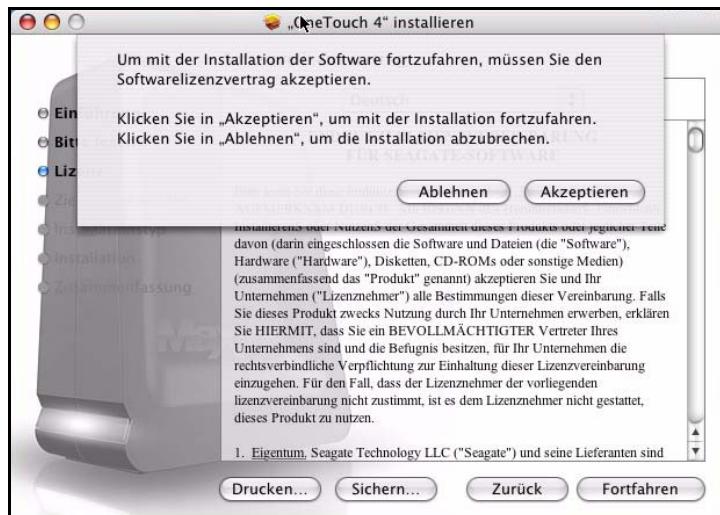 „OneTouch 4“ installieren
Um mit der Installation der Software fortzufahren, müssen Sie den
Softwarelizenzvertrag akzeptieren.
Klicken Sie in „Akzeptieren“, um mit der Installation fortzufahren.
Klicken Sie in „Ablehnen“, um die Installation abzubrechen.
Ablehnen
Akzeptieren
Deutsch
FÜR SEAGATE-SOFTWARE
Installation
Zusammenfassung
davon (darin eingeschlossen die Software und Dateien (die "Software"),
Hardware ("Hardware"), Disketten, CD-ROMs oder sonstige Medien)
(zusammenfassend das "Produkt" genannt) akzeptieren Sie und Ihr
Unternehmen ("Lizenznehmer") alle Bestimmungen dieser Vereinbarung. Falls
Sie dieses Produkt zwecks Nutzung durch Ihr Unternehmen erwerben, erklären
Sie HIERMIT, dass Sie ein BEVOLLMÄCHTIGTER Vertreter Ihres
Unternehmens sind und die Befugnis besitzen, für Ihr Unternehmen die
rechtsverbindliche Verpflichtung zur Einhaltung dieser Lizenzvereinbarung
einzugehen. Für den Fall, dass der Lizenznehmer der vorliegenden
lizenzvereinbarung nicht zustimmt, ist es dem Lizenznehmer nicht gestattet,
dieses Produkt zu nutzen.
1. Eigentum. Seagate Technology LLC ("Seagate") und seine Lieferanten sind
Drucken...
Sichern...
Zurück
Fortfahren